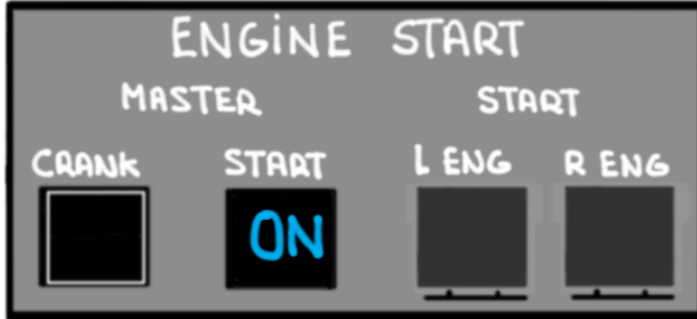 ENGINE START
MASTER START
CRANK START L ENG R ENG
ON